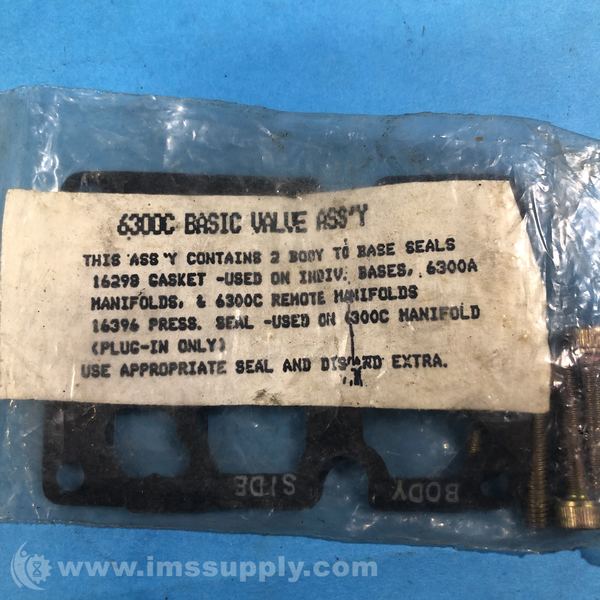 6300C BASIC VALVE ASS'Y
THIS ASS'Y CONTAINS 2 BODY TO BASE SEALS
16298 GASKET -USED ON INDIV. BASES, 6300A
MANIFOLDS, & 6300C REMOTE MANIFOLDS
16396 PRESS. SEAL -USED ON 6300C MANIFOLD
(PLUG-IN ONLY)
USE APPROPRIATE SEAL AND DISCARD EXTRA.
BODY SIDE
ims
www.imssupply.com